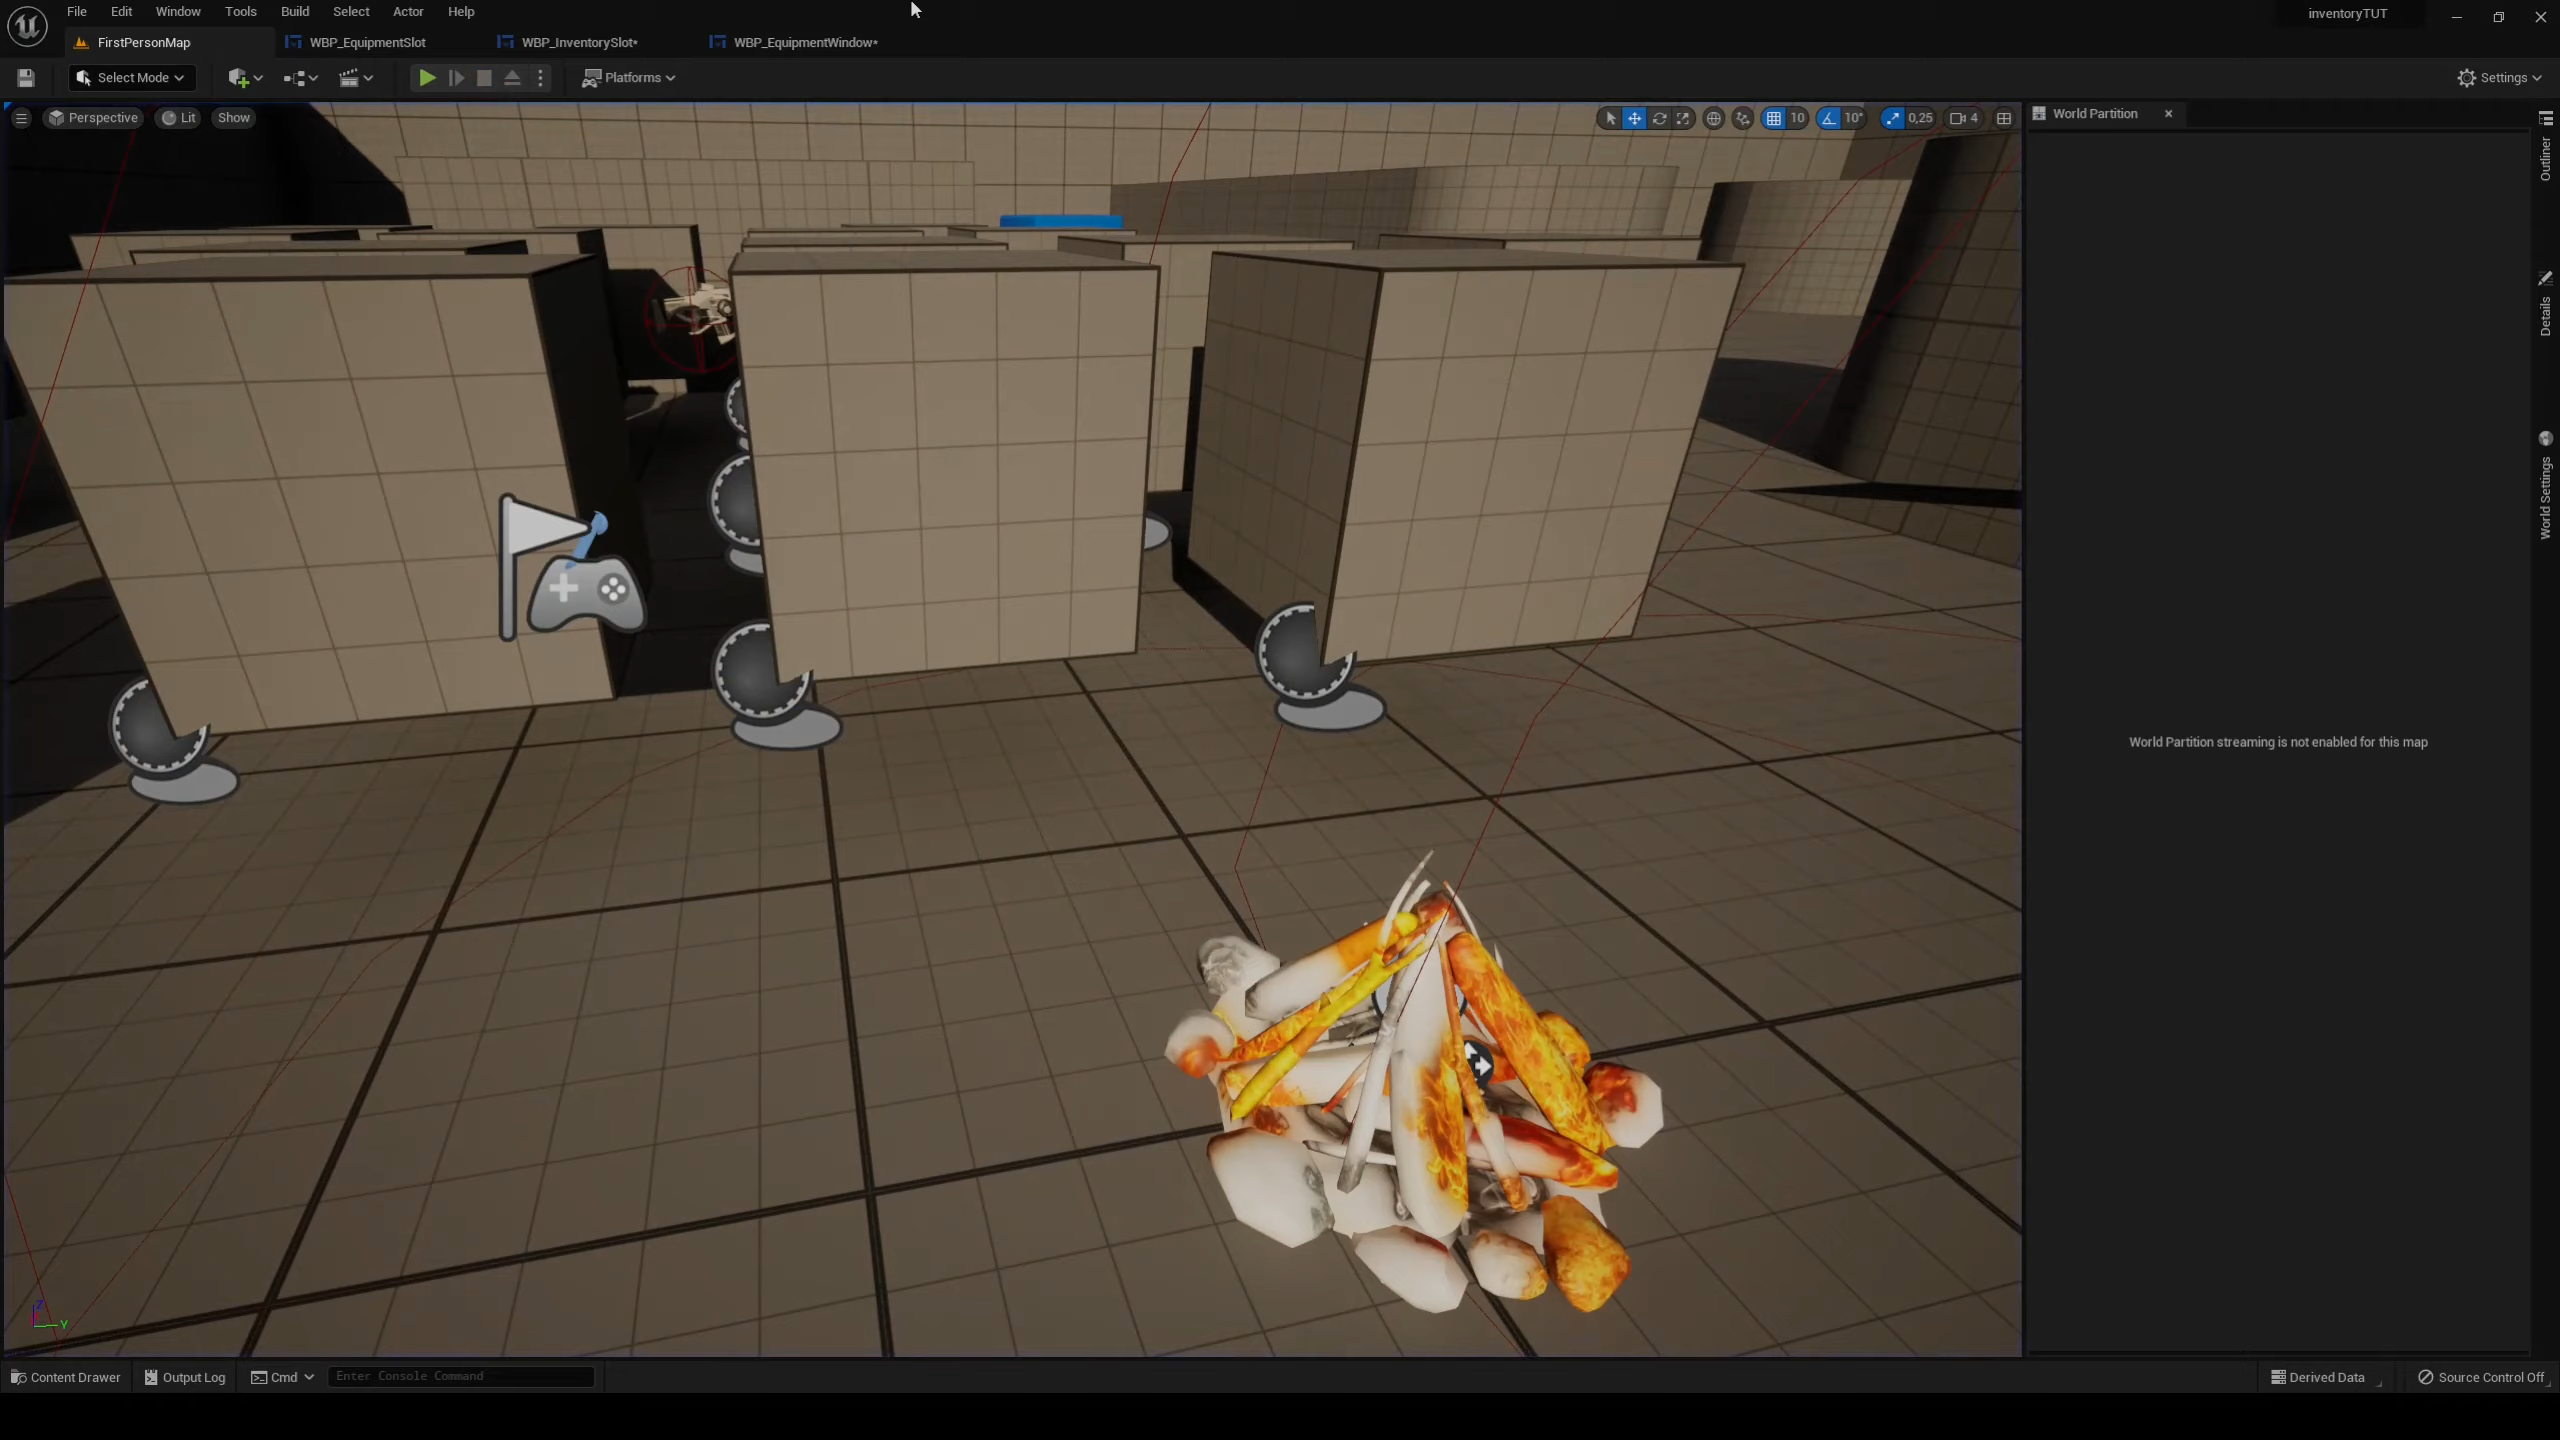 File Edit Window Tools Build Select Actor Help
inventoryTUT
FirstPersonMap WBP_EquipmentSlot WBP_InventorySlot* WBP_EquipmentWindow*
Select Mode Platforms Settings
Perspective Lit Show 10 10° 0,25 4
World Partition
Outliner
Details
World Settings
World Partition streaming is not enabled for this map
Z
Y
Content Drawer Output Log Cmd Enter Console Command Derived Data Source Control Off